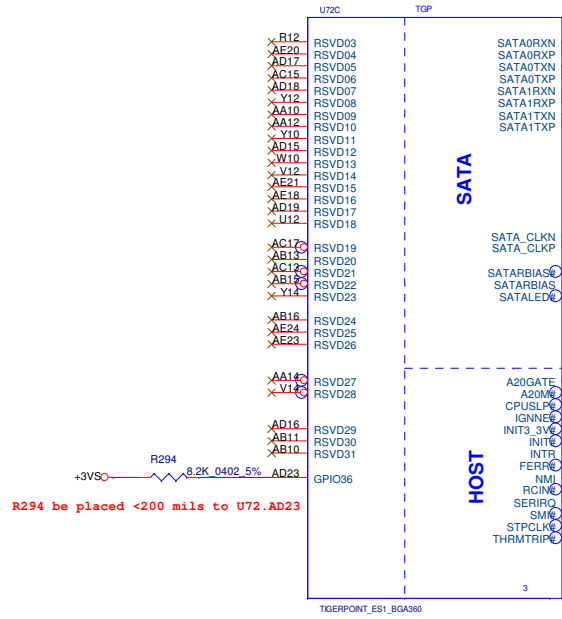 U72C TGP
R12 RSVD03 SATA0RXN
AE20 RSVD04 SATA0RXP
AD17 RSVD05 SATA0TXN
AC15 RSVD06 SATA0TXP
AD18 RSVD07 SATA1RXN
Y12 RSVD08 SATA1RXP
AA10 RSVD09 SATA1TXN
AA12 RSVD10 SATA1TXP
Y10 RSVD11
AD15 RSVD12
W10 RSVD13
V12 RSVD14
AE21 RSVD15
AE18 RSVD16
AD19 RSVD17
U12 RSVD18
SATA
AC17 RSVD19 SATA_CLKN
AB13 RSVD20 SATA_CLKP
AC13 RSVD21 SATARBIAS#
AB15 RSVD22 SATARBIAS
Y14 RSVD23 SATALED#
AB16 RSVD24
AE24 RSVD25
AE23 RSVD26
AA14 RSVD27 A20GATE
V14 RSVD28 A20M#
CPUSLP#
IGNNE#
AD16 RSVD29 INIT3_3V#
AB11 RSVD30 INIT#
AB10 RSVD31 INTR
FERR#
R294
+3VS 8.2K_0402_5% AD23 GPIO36 NMI
HOST
RCIN#
SERIRQ
R294 be placed <200 mils to U72.AD23 SMI#
STPCLK#
THRMTRIP#
3
TIGERPOINT_ES1_BGA360